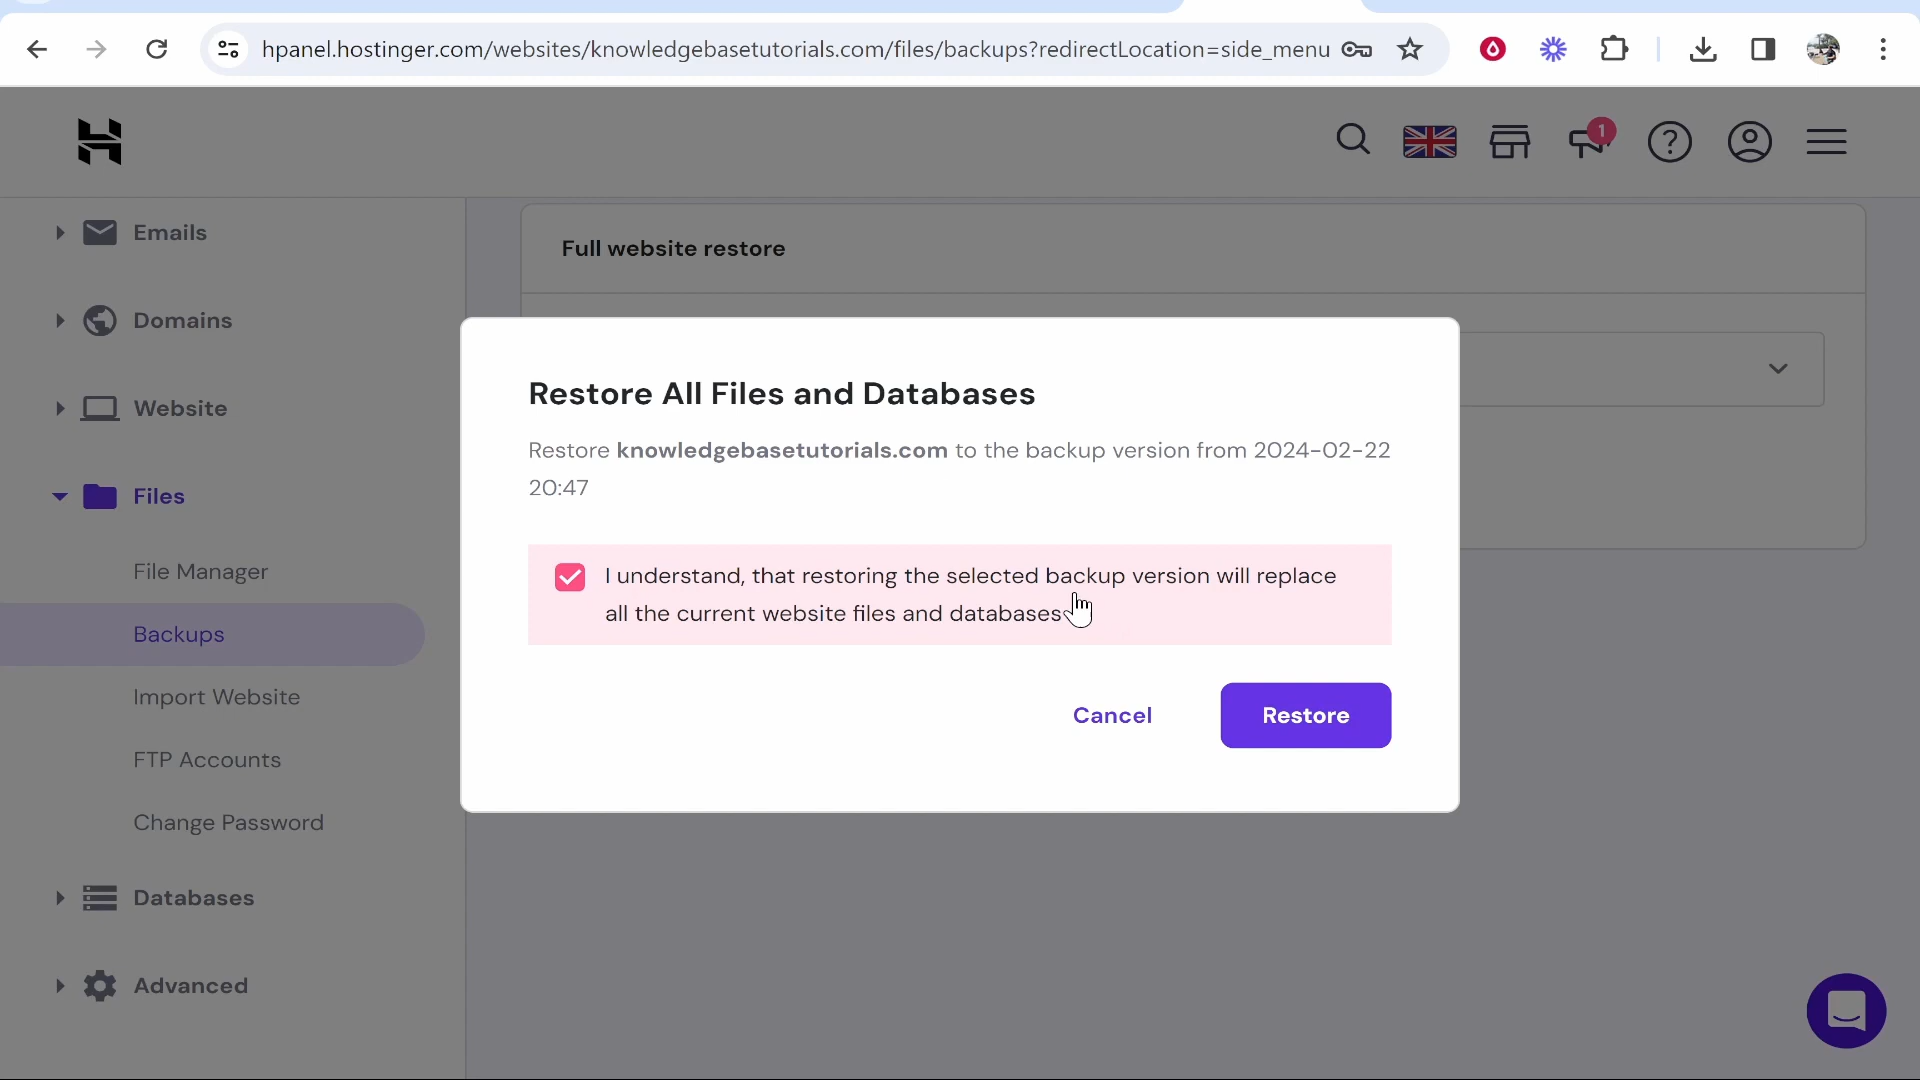 hpanel.hostinger.com/websites/knowledgebasetutorials.com/files/backups?redirectLocation=side_menu
1
Emails
Domains
Website
Files
File Manager
Backups
Import Website
FTP Accounts
Change Password
Databases
Advanced
Full website restore
Restore All Files and Databases
Restore knowledgebasetutorials.com to the backup version from 2024-02-22
20:47
I understand, that restoring the selected backup version will replace
all the current website files and databases
Cancel
Restore